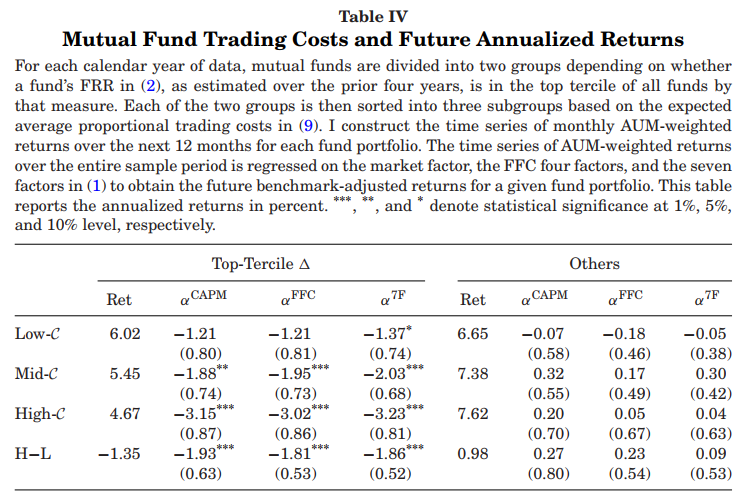 Table IV
Mutual Fund Trading Costs and Future Annualized Returns
For each calendar year of data, mutual funds are divided into two groups depending on whether
a fund's FRR in (2), as estimated over the prior four years, is in the top tercile of all funds by
that measure. Each of the two groups is then sorted into three subgroups based on the expected
average proportional trading costs in (9). I construct the time series of monthly AUM-weighted
returns over the next 12 months for each fund portfolio. The time series of AUM-weighted returns
over the entire sample period is regressed on the market factor, the FFC four factors, and the seven
factors in (1) to obtain the future benchmark-adjusted returns for a given fund portfolio. This table
reports the annualized returns in percent. ***, **, and * denote statistical significance at 1%, 5%,
and 10% level, respectively.
Top-Tercile Δ Others
Ret α^CAPM α^FFC α^7F Ret α^CAPM α^FFC α^7F
Low-𝒞 6.02 −1.21 −1.21 −1.37* 6.65 −0.07 −0.18 −0.05
(0.80) (0.81) (0.74) (0.58) (0.46) (0.38)
Mid-𝒞 5.45 −1.88** −1.95*** −2.03*** 7.38 0.32 0.17 0.30
(0.74) (0.73) (0.68) (0.55) (0.49) (0.42)
High-𝒞 4.67 −3.15*** −3.02*** −3.23*** 7.62 0.20 0.05 0.04
(0.87) (0.86) (0.81) (0.70) (0.67) (0.63)
H−L −1.35 −1.93*** −1.81*** −1.86*** 0.98 0.27 0.23 0.09
(0.63) (0.53) (0.52) (0.80) (0.54) (0.53)